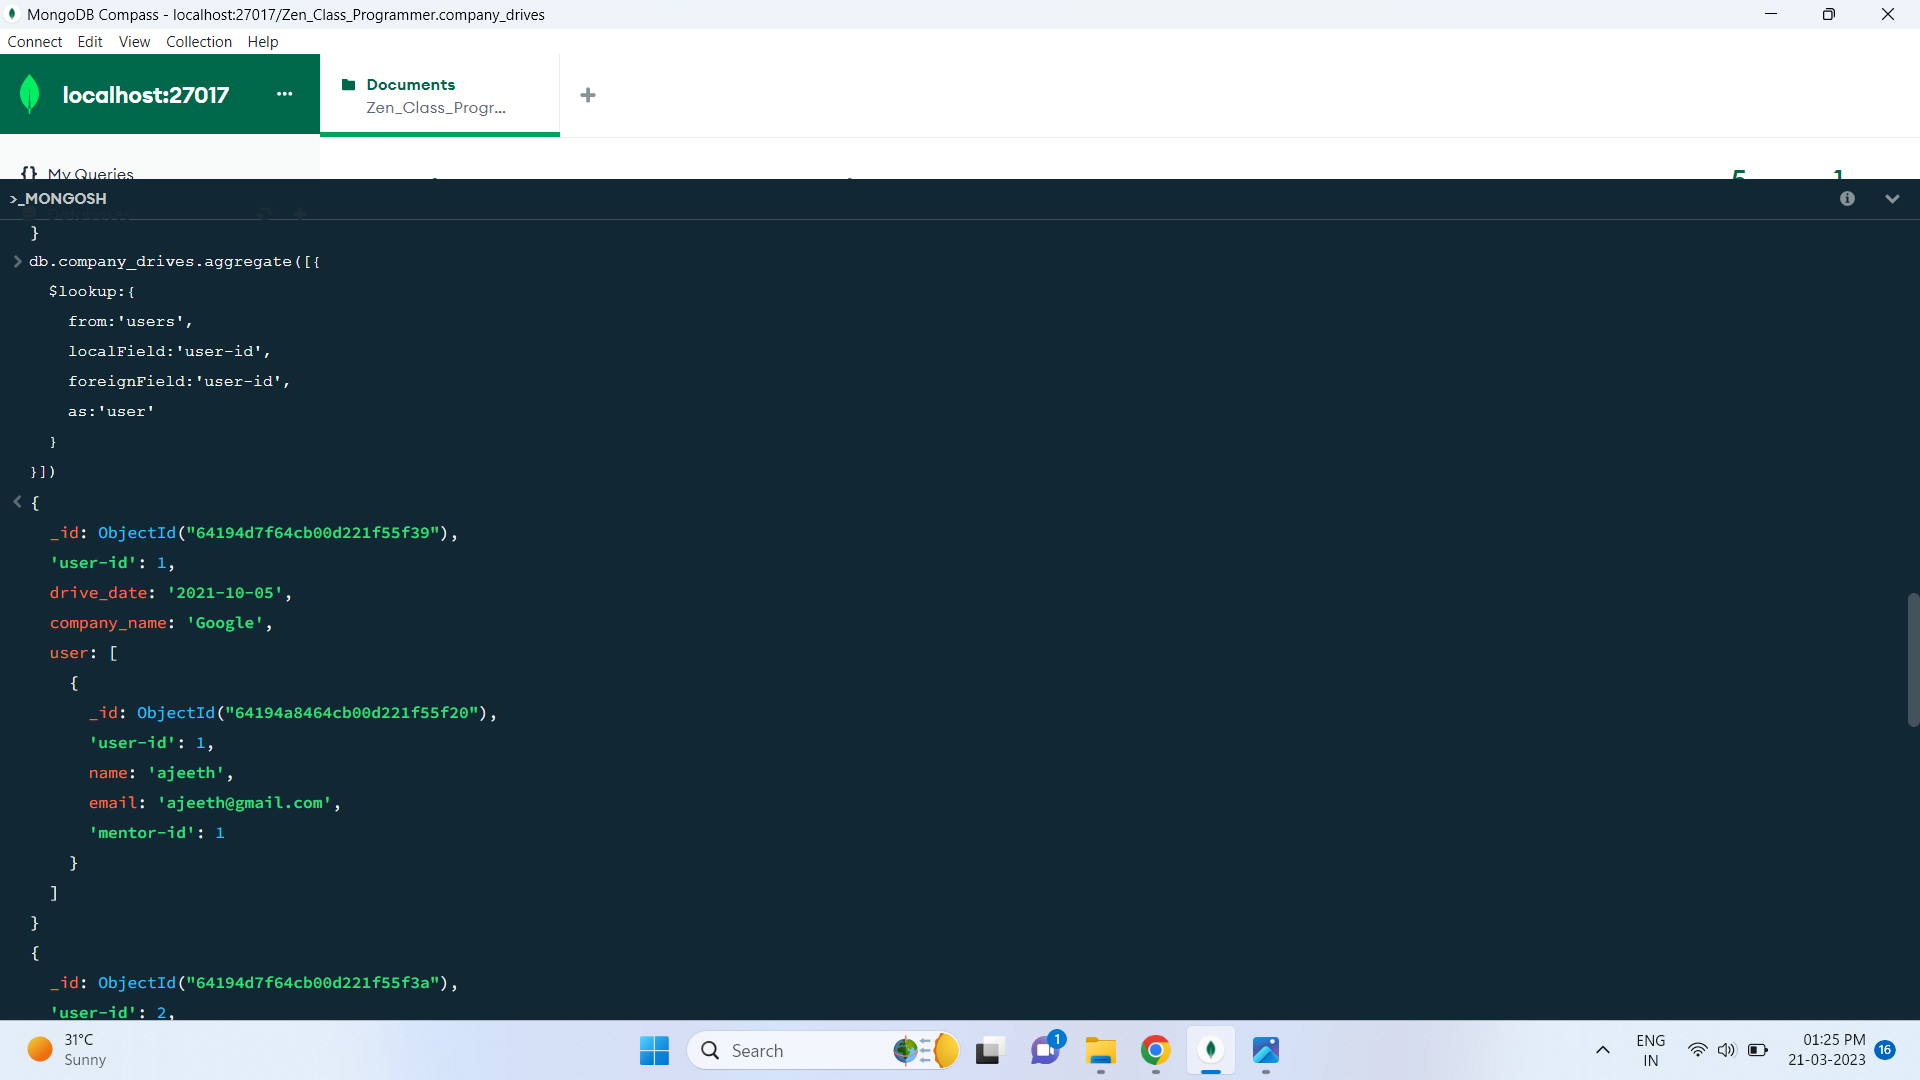 MongoDB Compass - localhost:27017/Zen_Class_Programmer.company_drives
Connect Edit View Collection Help
localhost:27017 ...
Documents
Zen_Class_Progr...
+
{} My Queries
5 1
>_MONGOSH
}
> db.company_drives.aggregate([{
$lookup:{
from:'users',
localField:'user-id',
foreignField:'user-id',
as:'user'
}
}])
< {
_id: ObjectId("64194d7f64cb00d221f55f39"),
'user-id': 1,
drive_date: '2021-10-05',
company_name: 'Google',
user: [
{
_id: ObjectId("64194a8464cb00d221f55f20"),
'user-id': 1,
name: 'ajeeth',
email: 'ajeeth@gmail.com',
'mentor-id': 1
}
]
}
{
_id: ObjectId("64194d7f64cb00d221f55f3a"),
'user-id': 2,
31°C
Sunny
Search
1
ENG
IN
01:25 PM
21-03-2023
16